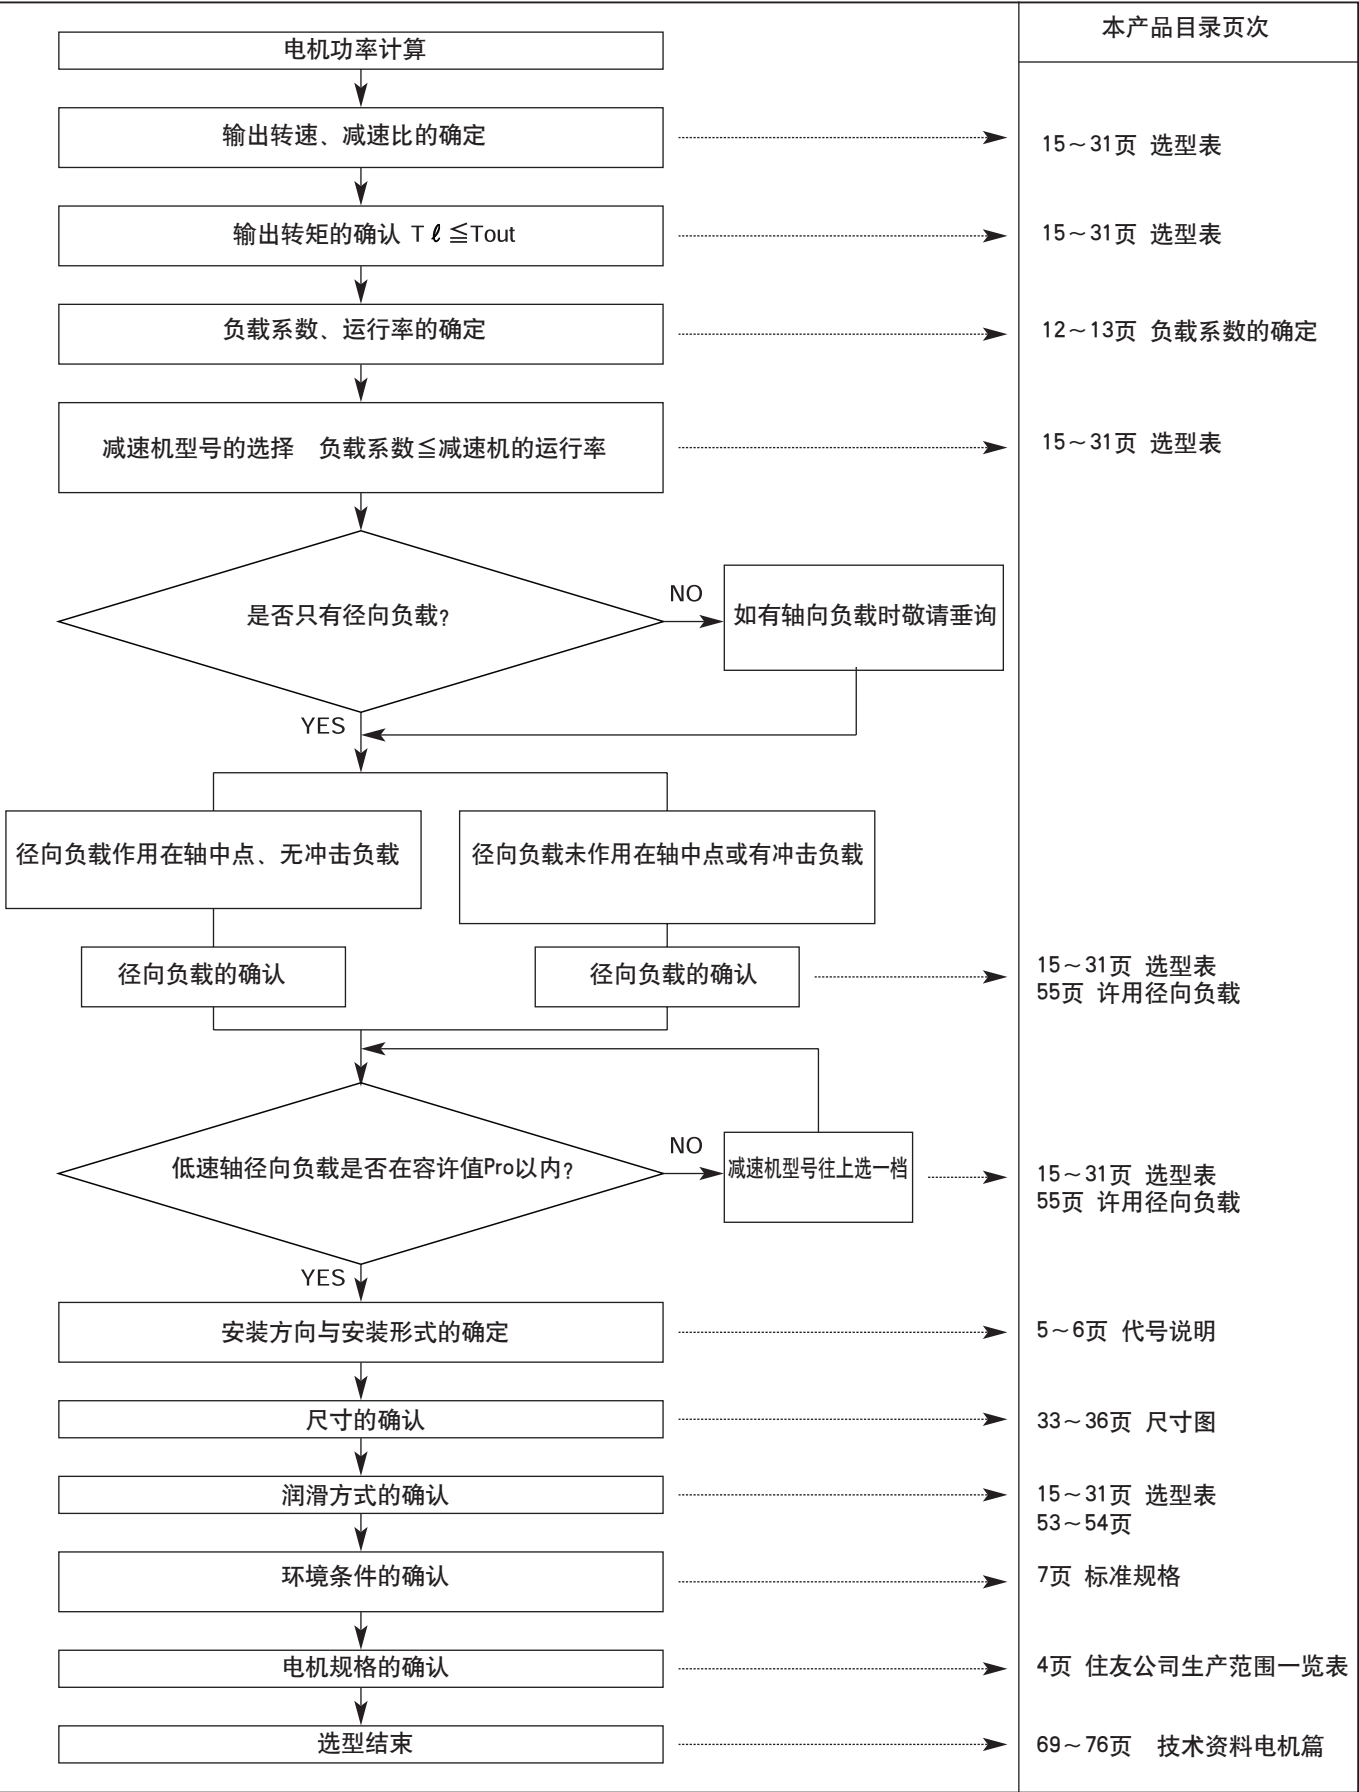 本产品目录页次
电机功率计算
输出转速、减速比的确定
15～31页 选型表
输出转矩的确认 Tℓ≦Tout
15～31页 选型表
负载系数、运行率的确定
12～13页 负载系数的确定
减速机型号的选择 负载系数≦减速机的运行率
15～31页 选型表
是否只有径向负载?
NO
如有轴向负载时敬请垂询
YES
径向负载作用在轴中点、无冲击负载
径向负载未作用在轴中点或有冲击负载
径向负载的确认
径向负载的确认
15～31页 选型表
55页 许用径向负载
低速轴径向负载是否在容许值Pro以内?
NO
减速机型号往上选一档
15～31页 选型表
55页 许用径向负载
YES
安装方向与安装形式的确定
5～6页 代号说明
尺寸的确认
33～36页 尺寸图
润滑方式的确认
15～31页 选型表
53～54页
环境条件的确认
7页 标准规格
电机规格的确认
4页 住友公司生产范围一览表
选型结束
69～76页 技术资料电机篇